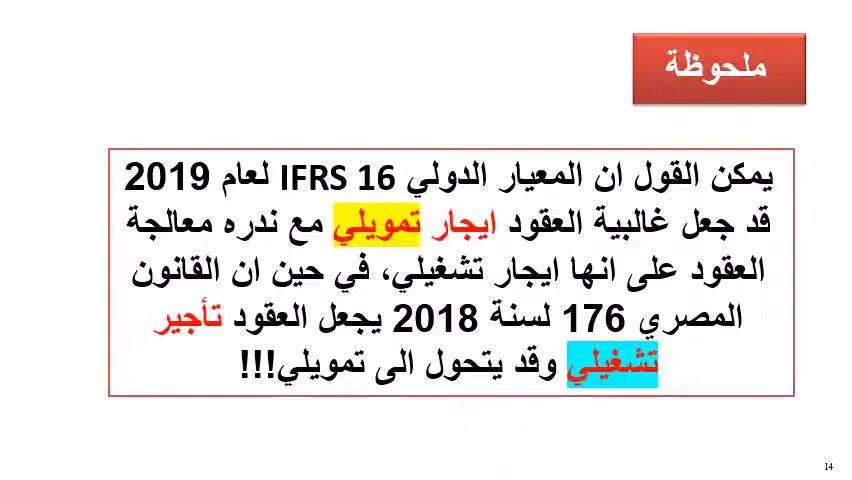 ملحوظة
يمكن القول ان المعيار الدولي IFRS 16 لعام 2019
قد جعل غالبية العقود ايجار تمويلي مع ندره معالجة
العقود على انها ايجار تشغيلي، في حين ان القانون
المصري 176 لسنة 2018 يجعل العقود تأجير
تشغيلي وقد يتحول الى تمويلي!!!
14